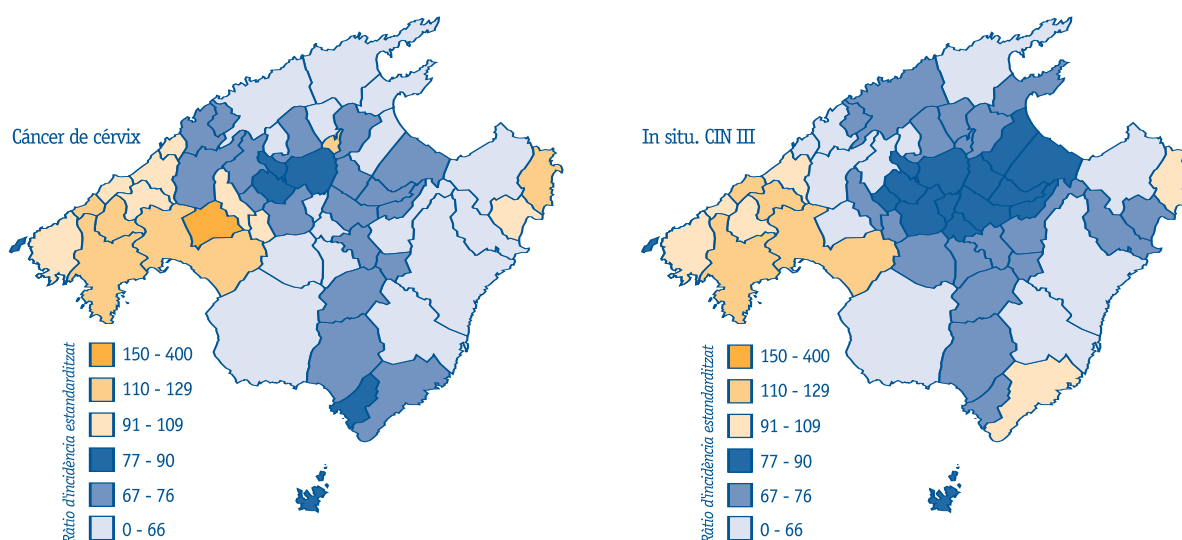 Cáncer de cérvix
Ràtio d'incidència estandarditzat
150 - 400
110 - 129
91 - 109
77 - 90
67 - 76
0 - 66
In situ. CIN III
Ràtio d'incidència estandarditzat
150 - 400
110 - 129
91 - 109
77 - 90
67 - 76
0 - 66